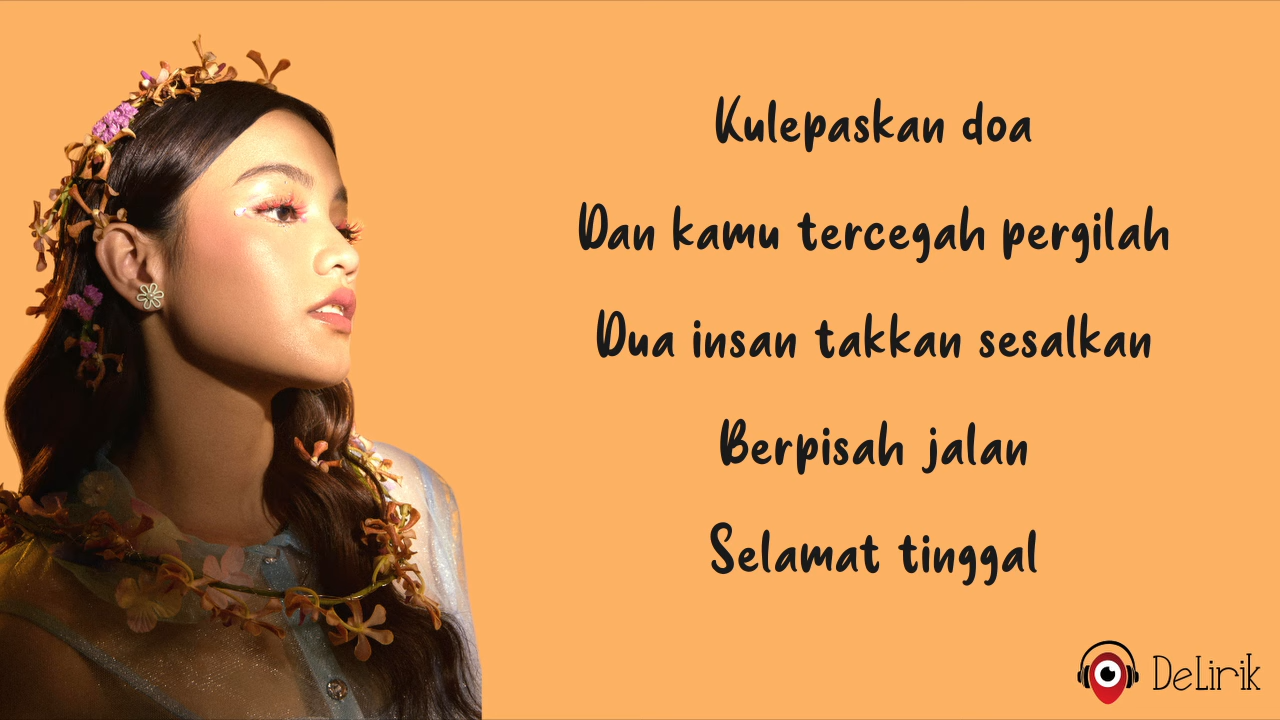 Kulepaskan doa
Dan kamu tercegah pergilah
Dua insan takkan sesalkan
Berpisah jalan
Selamat tinggal
DeLirik